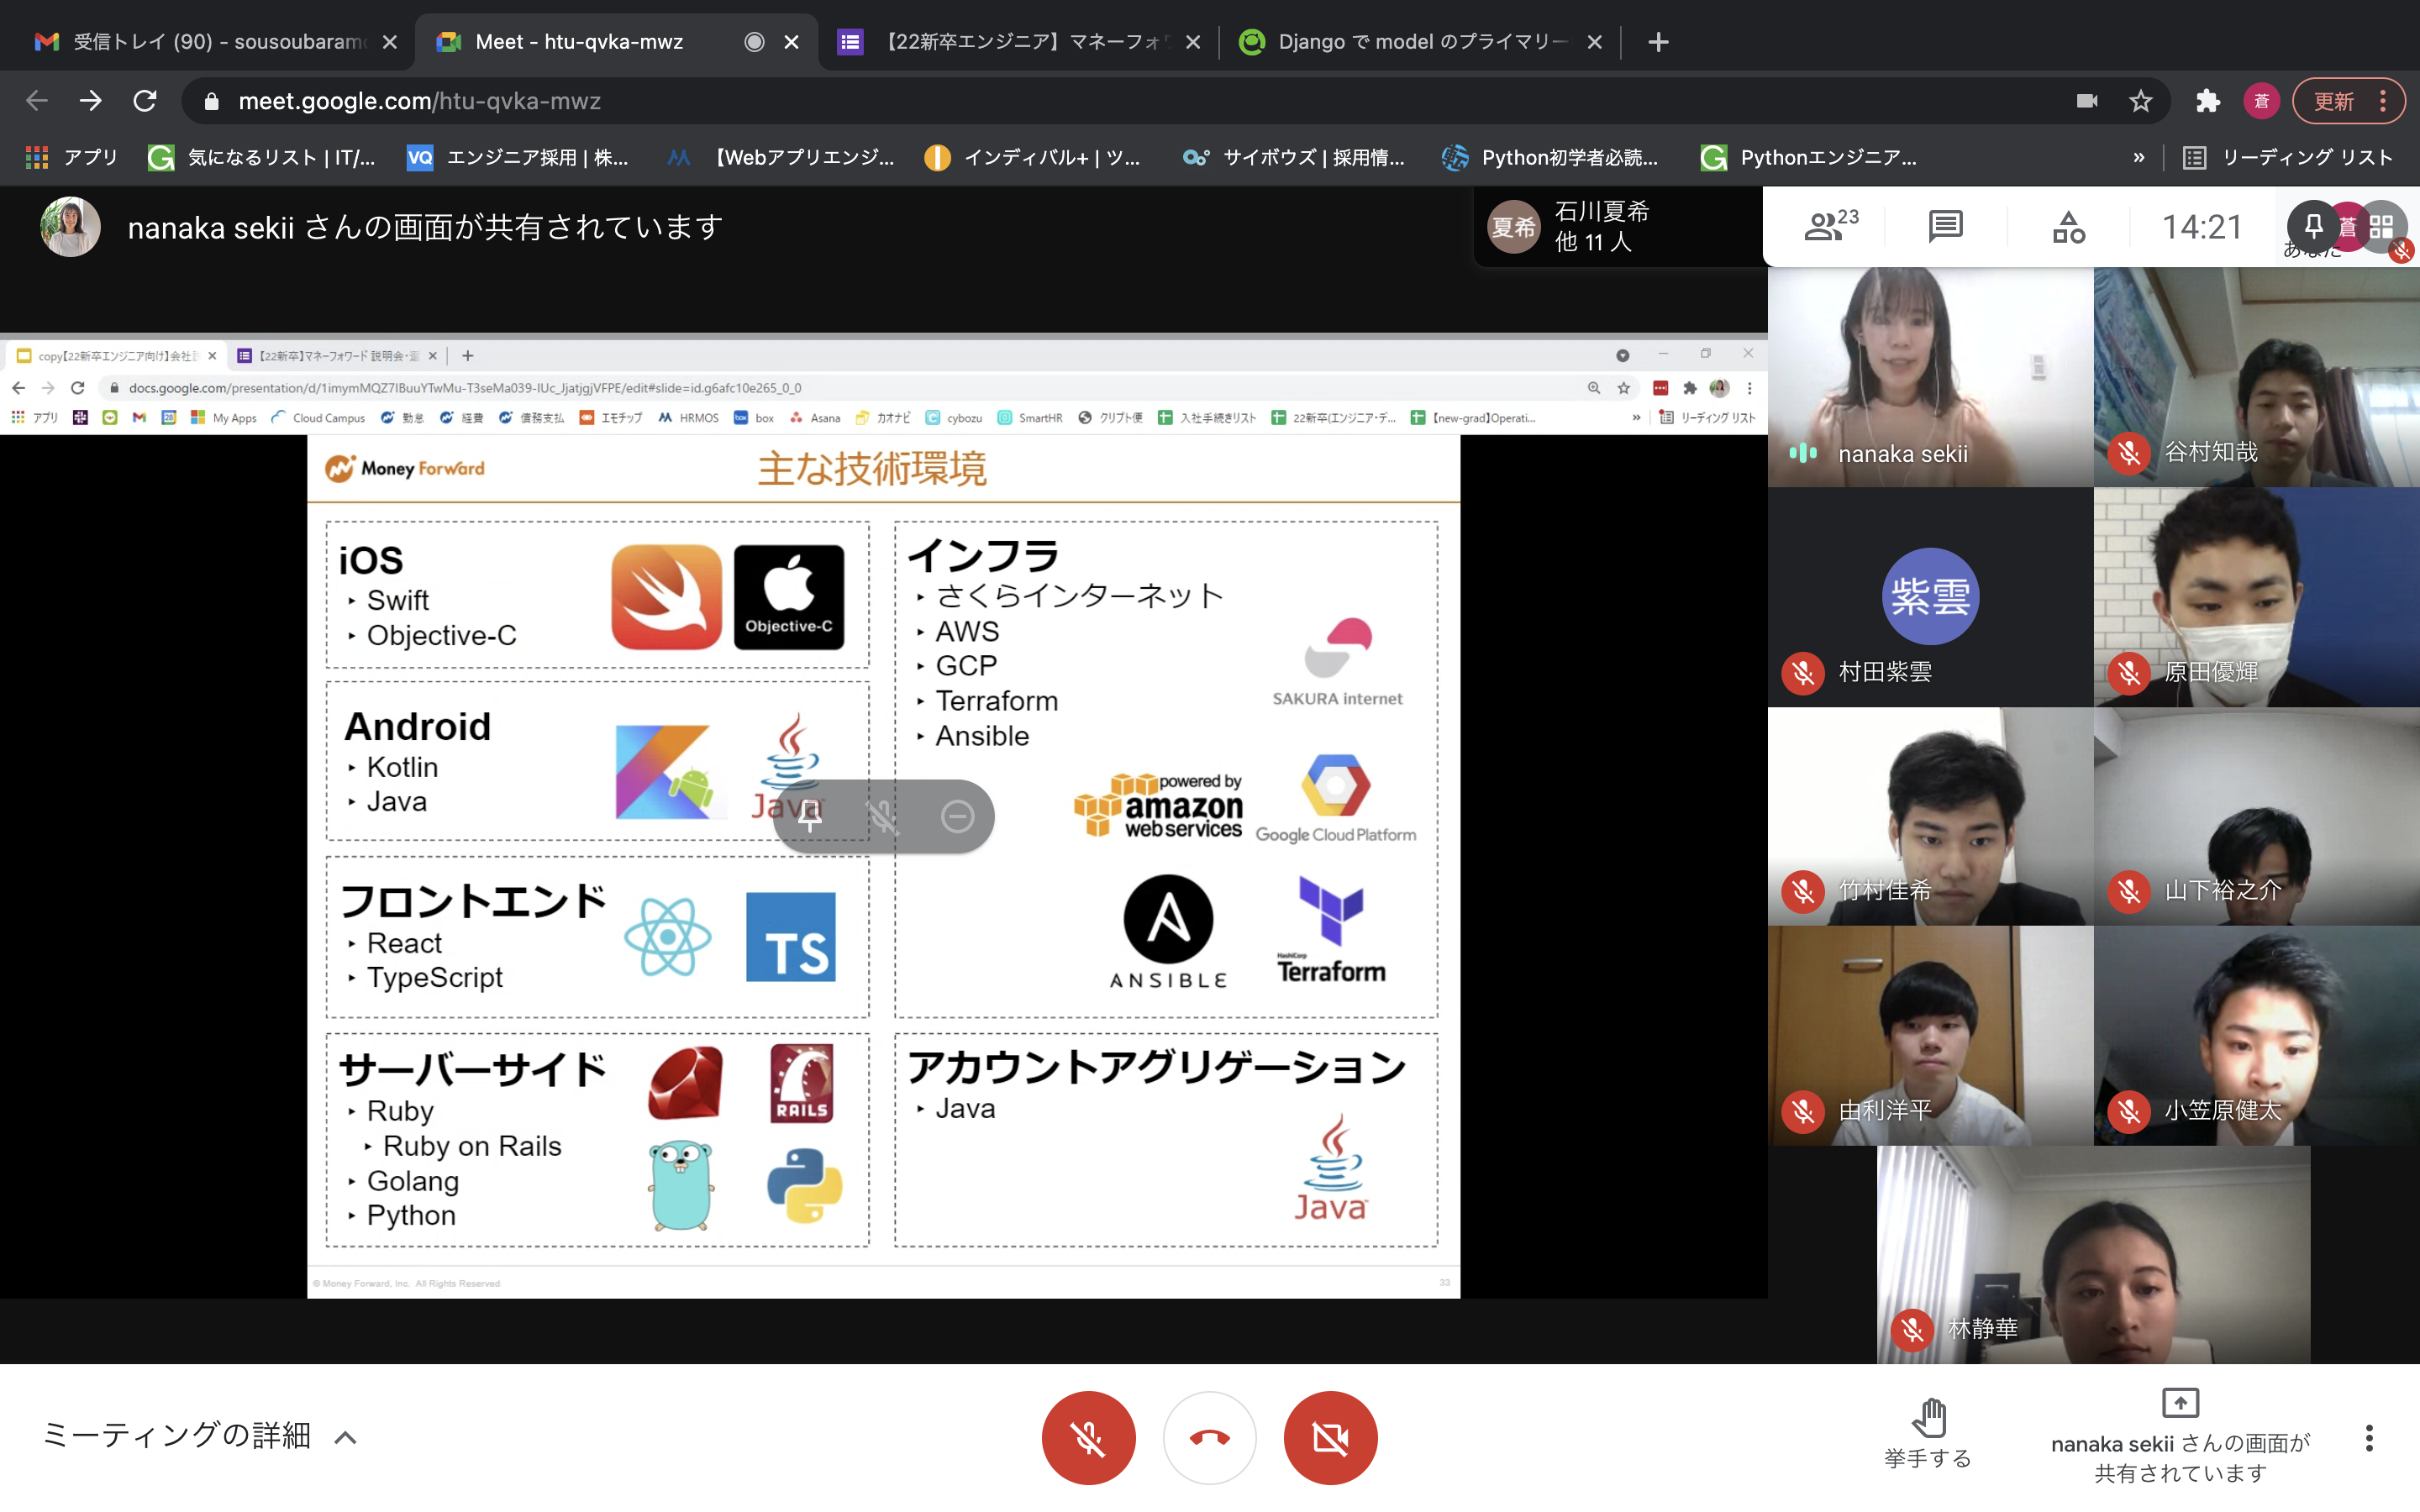 受信トレイ (90) - sousoubaramo
Meet - htu-qvka-mwz
【22新卒エンジニア】マネーフォワ
Django で model のプライマリー
meet.google.com/htu-qvka-mwz
蒼
更新
アプリ
気になるリスト | IT/...
VQ
エンジニア採用 | 株...
【Webアプリエンジ...
インディバル+ | ツ...
サイボウズ | 採用情...
Python初学者必読...
Pythonエンジニア...
»
リーディング リスト
nanaka sekii さんの画面が共有されています
夏希
石川夏希
他 11 人
23
14:21
蒼
あなた
copy【22新卒エンジニア向け】会社説
【22新卒】マネーフォワード 説明会・選
docs.google.com/presentation/d/1imymMQZ7IBuuYTwMu-T3seMa039-IUc_JjatjgjVFPE/edit#slide=id.g6afc10e265_0_0
アプリ
My Apps
Cloud Campus
勤怠
経費
債務支払
エモチップ
HRMOS
box
Asana
カオナビ
cybozu
SmartHR
クリプト便
入社手続きリスト
22新卒(エンジニア・デ...
【new-grad】Operati...
»
リーディング リスト
Money Forward
主な技術環境
iOS
‣ Swift
‣ Objective-C
Objective-C
Android
‣ Kotlin
‣ Java
Java
フロントエンド
‣ React
‣ TypeScript
TS
サーバーサイド
‣ Ruby
‣ Ruby on Rails
‣ Golang
‣ Python
RAILS
インフラ
‣ さくらインターネット
‣ AWS
‣ GCP
‣ Terraform
‣ Ansible
SAKURA internet
powered by
amazon
web services
Google Cloud Platform
ANSIBLE
HashiCorp
Terraform
アカウントアグリゲーション
‣ Java
Java
© Money Forward, Inc. All Rights Reserved
33
nanaka sekii
谷村知哉
紫雲
村田紫雲
原田優輝
竹村佳希
山下裕之介
由利洋平
小笠原健太
林静華
ミーティングの詳細
挙手する
nanaka sekii さんの画面が
共有されています